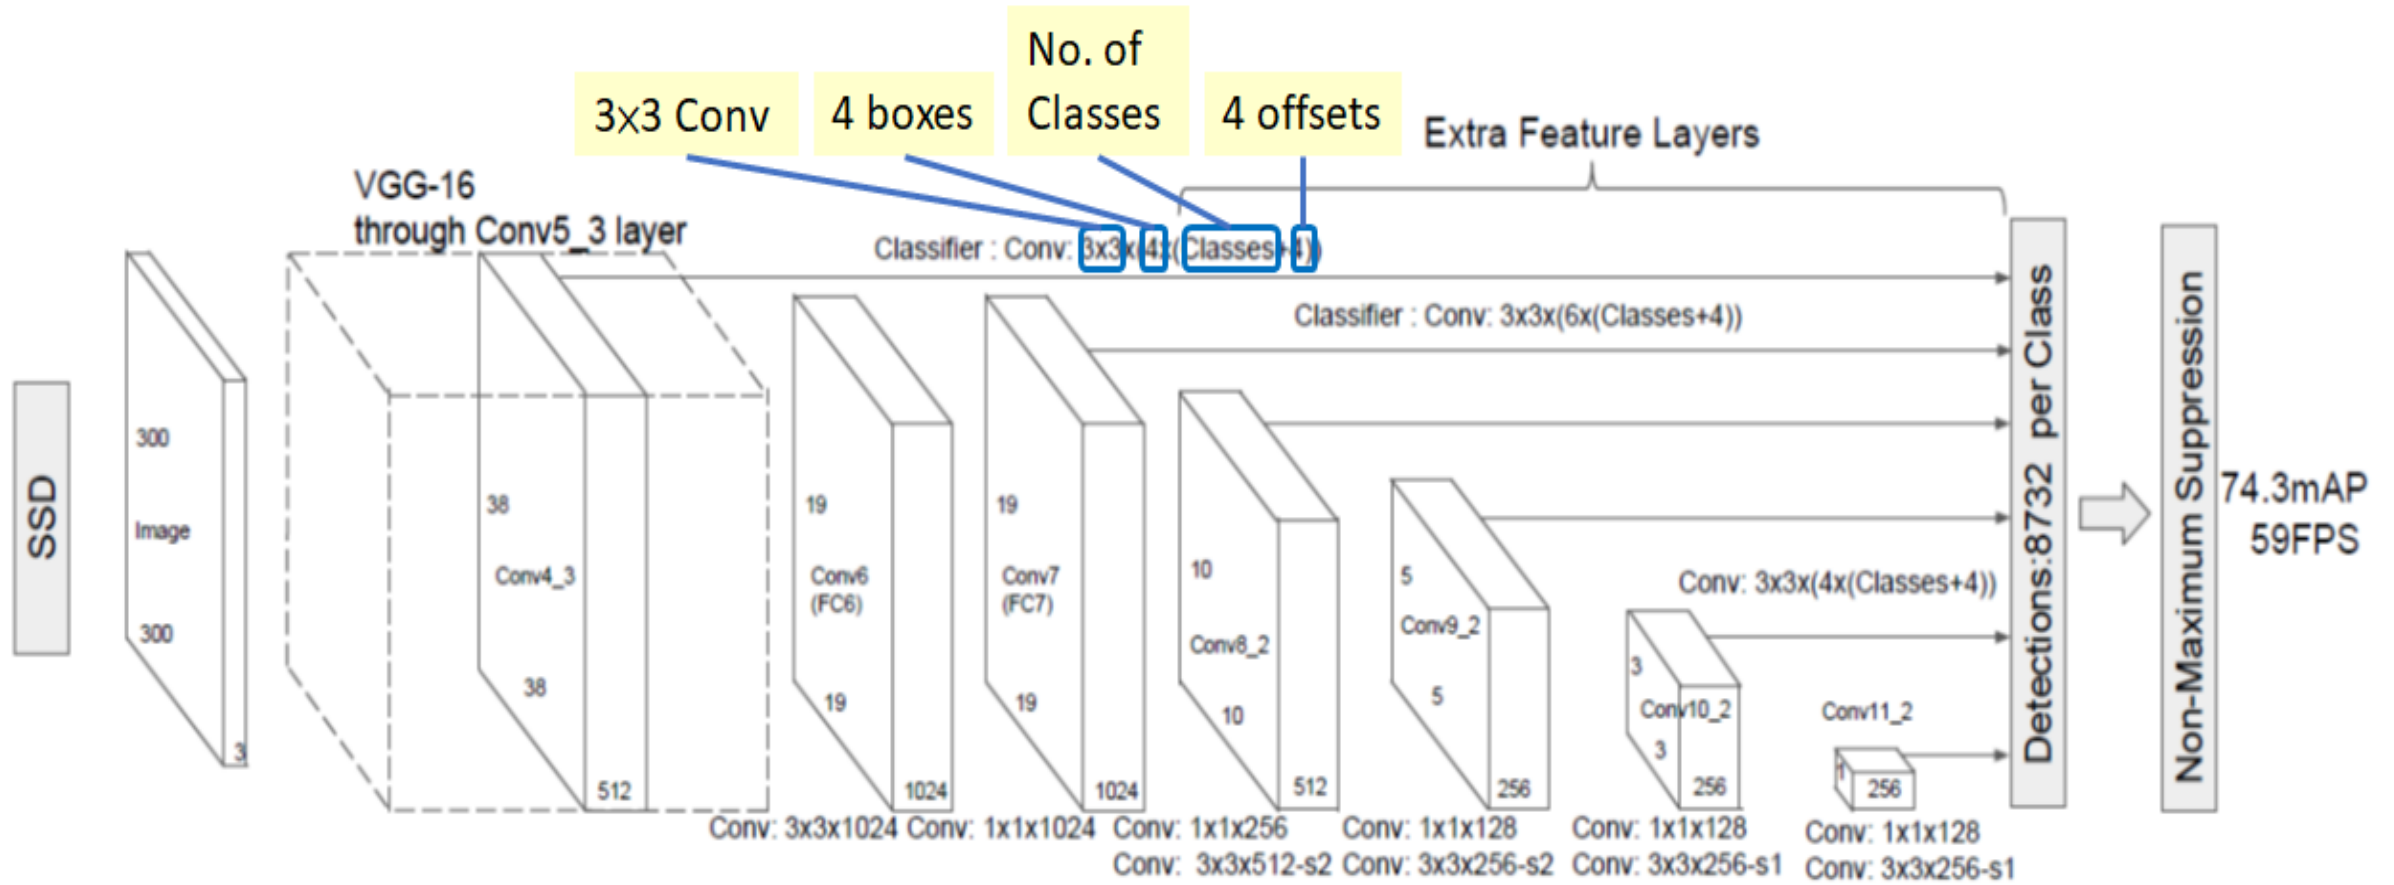 No. of
Classes
3x3 Conv
4 boxes
4 offsets
Extra Feature Layers
VGG-16
through Conv5_3 layer
Classifier : Conv: 3x3x(4x(Classes+4))
Classifier : Conv: 3x3x(6x(Classes+4))
SSD
300
Image
300
3
38
Conv4_3
38
512
19
Conv6
(FC6)
19
1024
19
Conv7
(FC7)
19
1024
10
Conv8_2
10
512
5
Conv9_2
5
256
Conv: 3x3x(4x(Classes+4))
3
Conv10_2
3
256
Conv11_2
1
256
Detections:8732 per Class
Non-Maximum Suppression
74.3mAP
59FPS
Conv: 3x3x1024
Conv: 1x1x1024
Conv: 1x1x256
Conv: 3x3x512-s2
Conv: 1x1x128
Conv: 3x3x256-s2
Conv: 1x1x128
Conv: 3x3x256-s1
Conv: 1x1x128
Conv: 3x3x256-s1